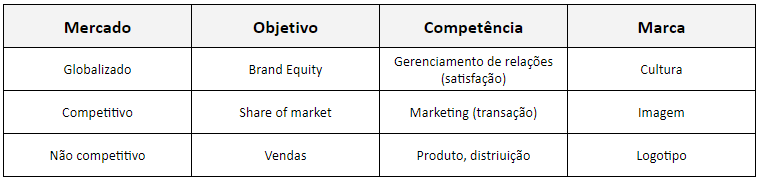 Mercado Objetivo Competência Marca
Globalizado Brand Equity Gerenciamento de relações (satisfação) Cultura
Competitivo Share of market Marketing (transação) Imagem
Não competitivo Vendas Produto, distriuição Logotipo